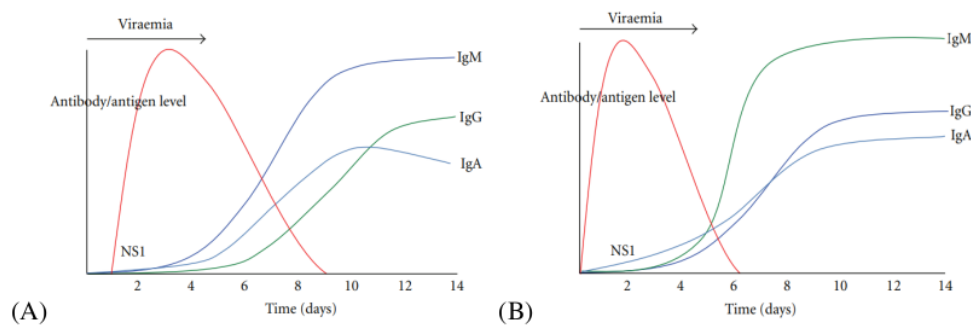 Viraemia
Antibody/antigen level
IgM
IgG
IgA
NS1
2 4 6 8 10 12 14
Time (days)
(A)
Viraemia
Antibody/antigen level
IgM
IgG
IgA
NS1
2 4 6 8 10 12 14
Time (days)
(B)